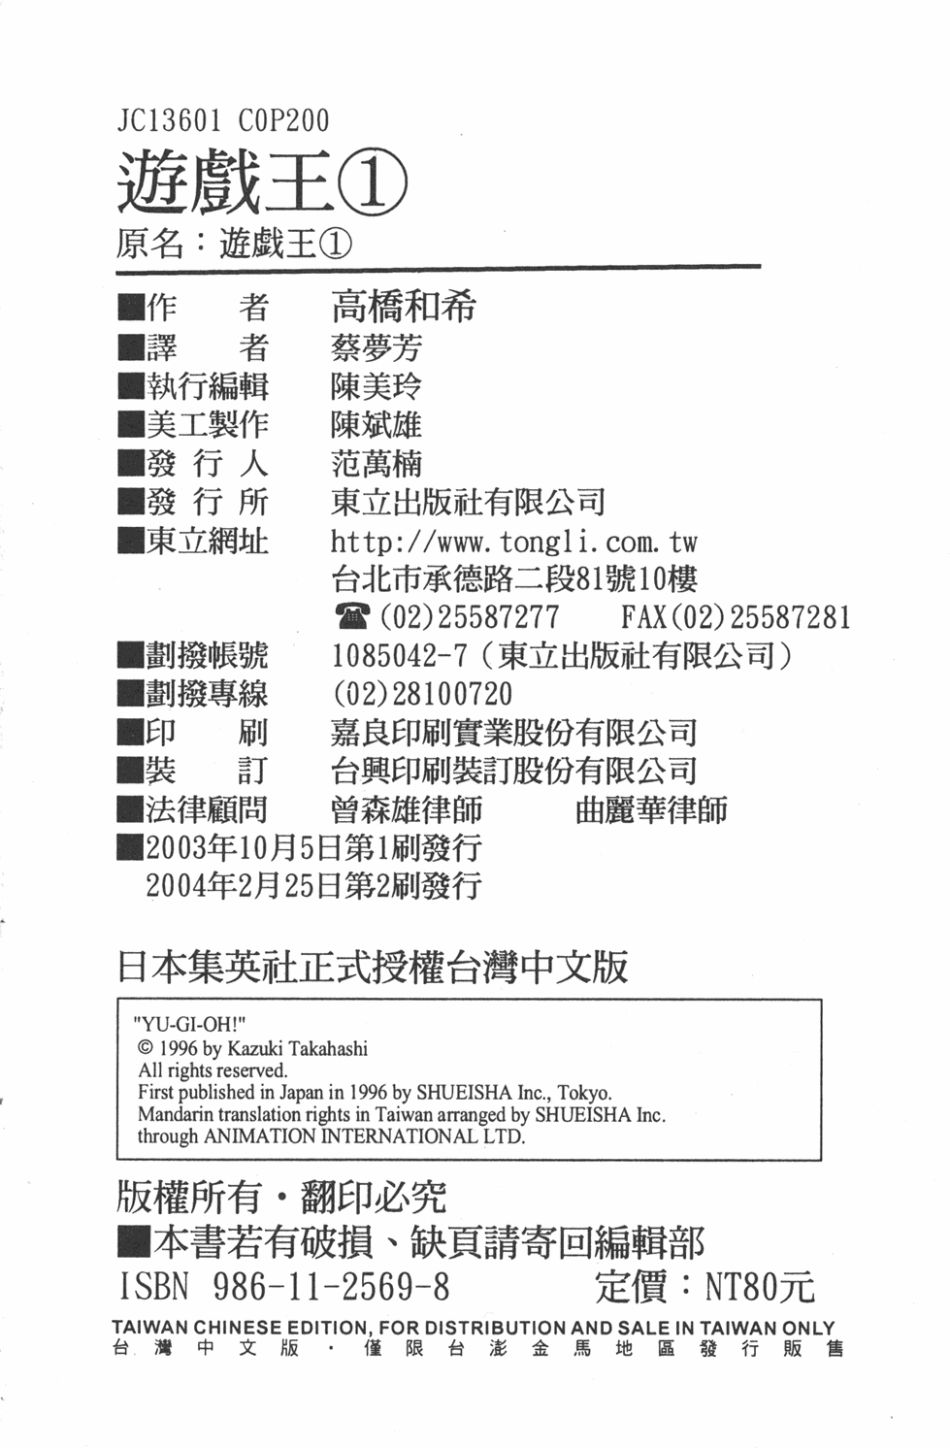 JC13601 C0P200
遊戲王①
原名：遊戯王①
■作者 高橋和希
■譯者 蔡夢芳
■執行編輯 陳美玲
■美工製作 陳斌雄
■發行人 范萬楠
■發行所 東立出版社有限公司
■東立網址 http://www.tongli.com.tw
台北市承德路二段81號10樓
☎(02)25587277 FAX(02)25587281
■劃撥帳號 1085042-7（東立出版社有限公司）
■劃撥專線 (02)28100720
■印刷 嘉良印刷實業股份有限公司
■裝訂 台興印刷裝訂股份有限公司
■法律顧問 曾森雄律師 曲麗華律師
■2003年10月5日第1刷發行
2004年2月25日第2刷發行
日本集英社正式授權台灣中文版
"YU-GI-OH!"
© 1996 by Kazuki Takahashi
All rights reserved.
First published in Japan in 1996 by SHUEISHA Inc., Tokyo.
Mandarin translation rights in Taiwan arranged by SHUEISHA Inc.
through ANIMATION INTERNATIONAL LTD.
版權所有・翻印必究
■本書若有破損、缺頁請寄回編輯部
ISBN 986-11-2569-8 定價：NT80元
TAIWAN CHINESE EDITION, FOR DISTRIBUTION AND SALE IN TAIWAN ONLY
台灣中文版・僅限台澎金馬地區發行販售